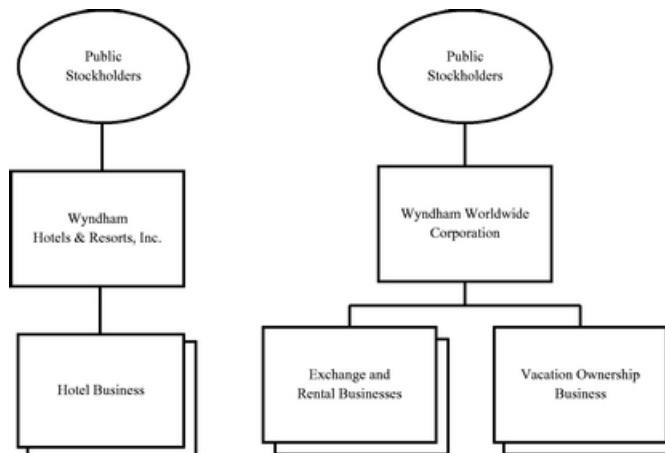 Public
Stockholders
Public
Stockholders
Wyndham
Hotels & Resorts, Inc.
Wyndham Worldwide
Corporation
Hotel Business
Exchange and
Rental Businesses
Vacation Ownership
Business